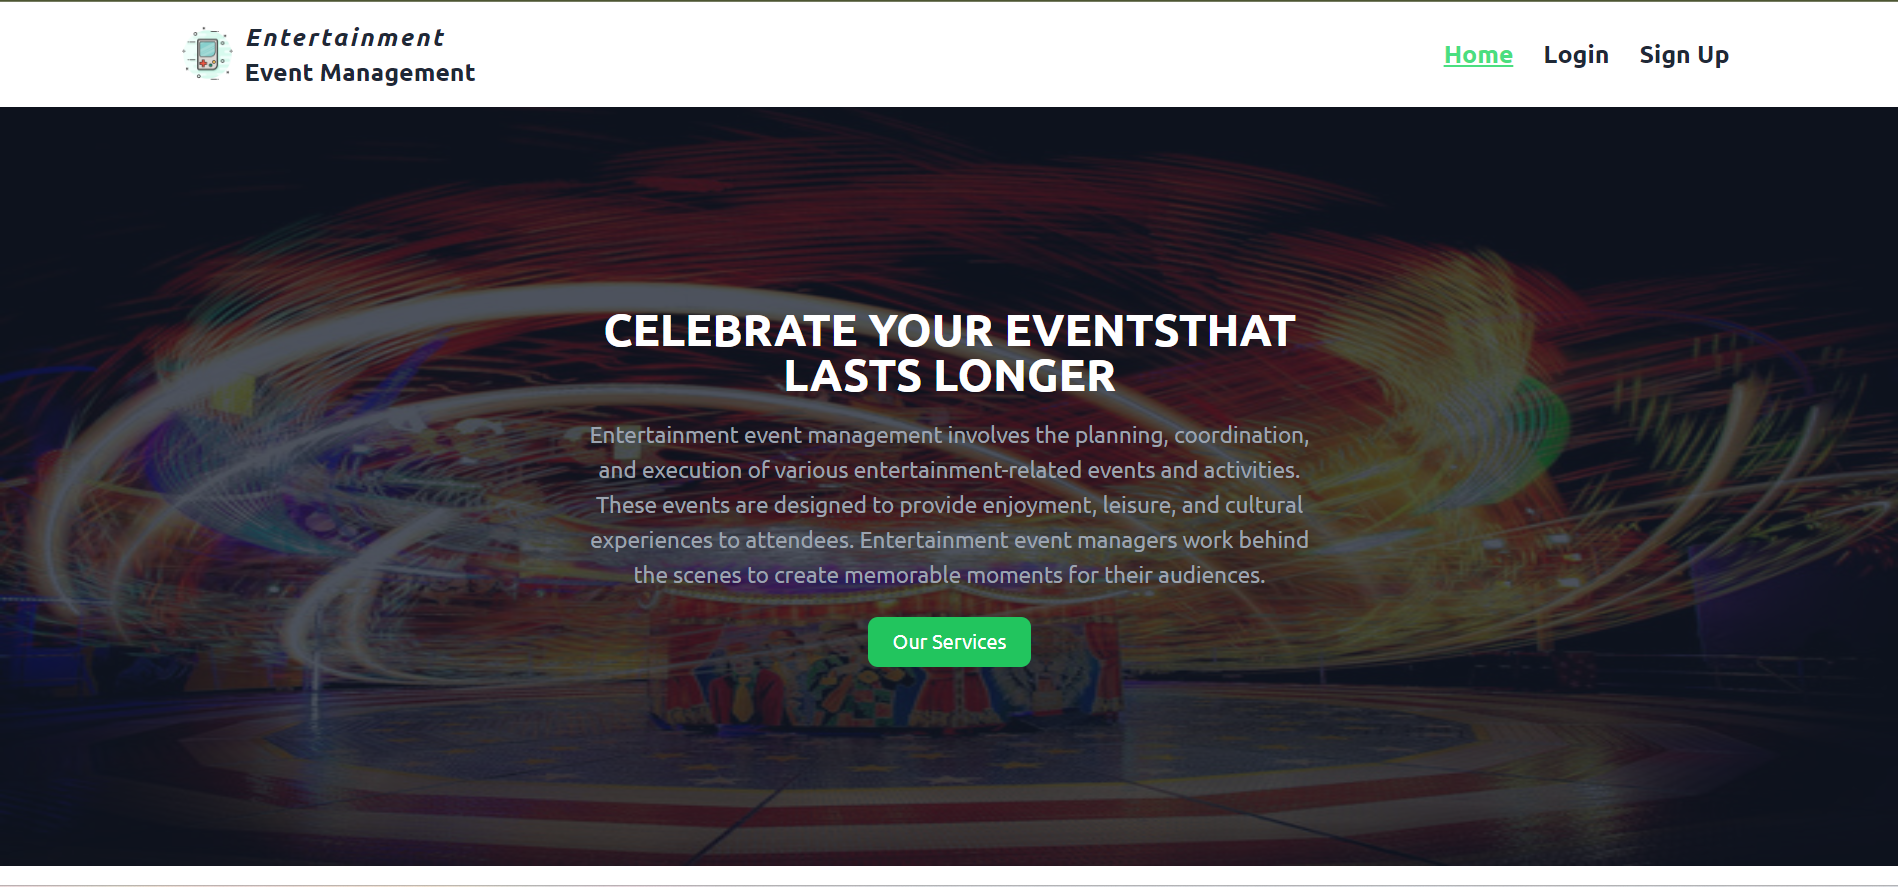 Entertainment
Event Management
Home Login Sign Up
CELEBRATE YOUR EVENTSTHAT
LASTS LONGER
Entertainment event management involves the planning, coordination,
and execution of various entertainment-related events and activities.
These events are designed to provide enjoyment, leisure, and cultural
experiences to attendees. Entertainment event managers work behind
the scenes to create memorable moments for their audiences.
Our Services